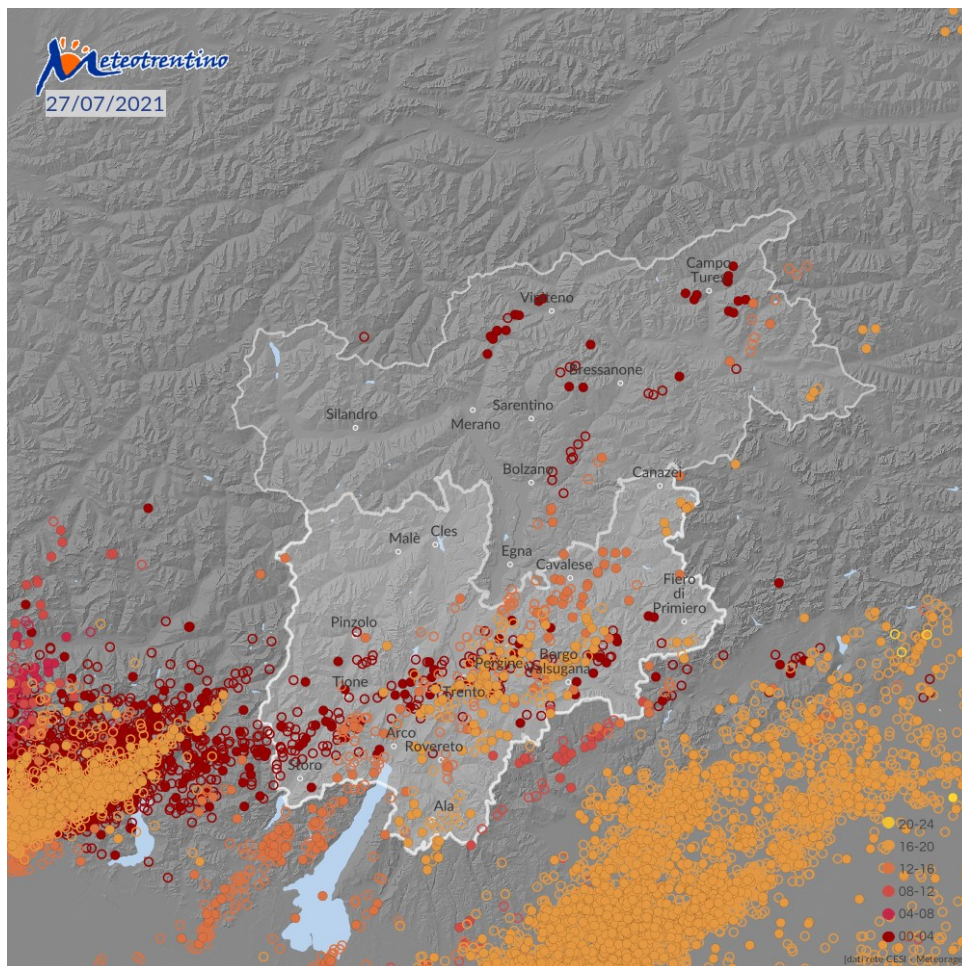 Meteotrentino
27/07/2021
Campo
Tures
Vipiteno
Bressanone
Silandro
Sarentino
Merano
Bolzano
Canazei
Malè
Cles
Egna
Cavalese
Fiero
di
Primiero
Pinzolo
Pergine
Borgo
Valsugana
Tione
Trento
Arco
Rovereto
Storo
Ala
20-24
16-20
12-16
08-12
04-08
00-04
[dati rete CESI - Meteorage